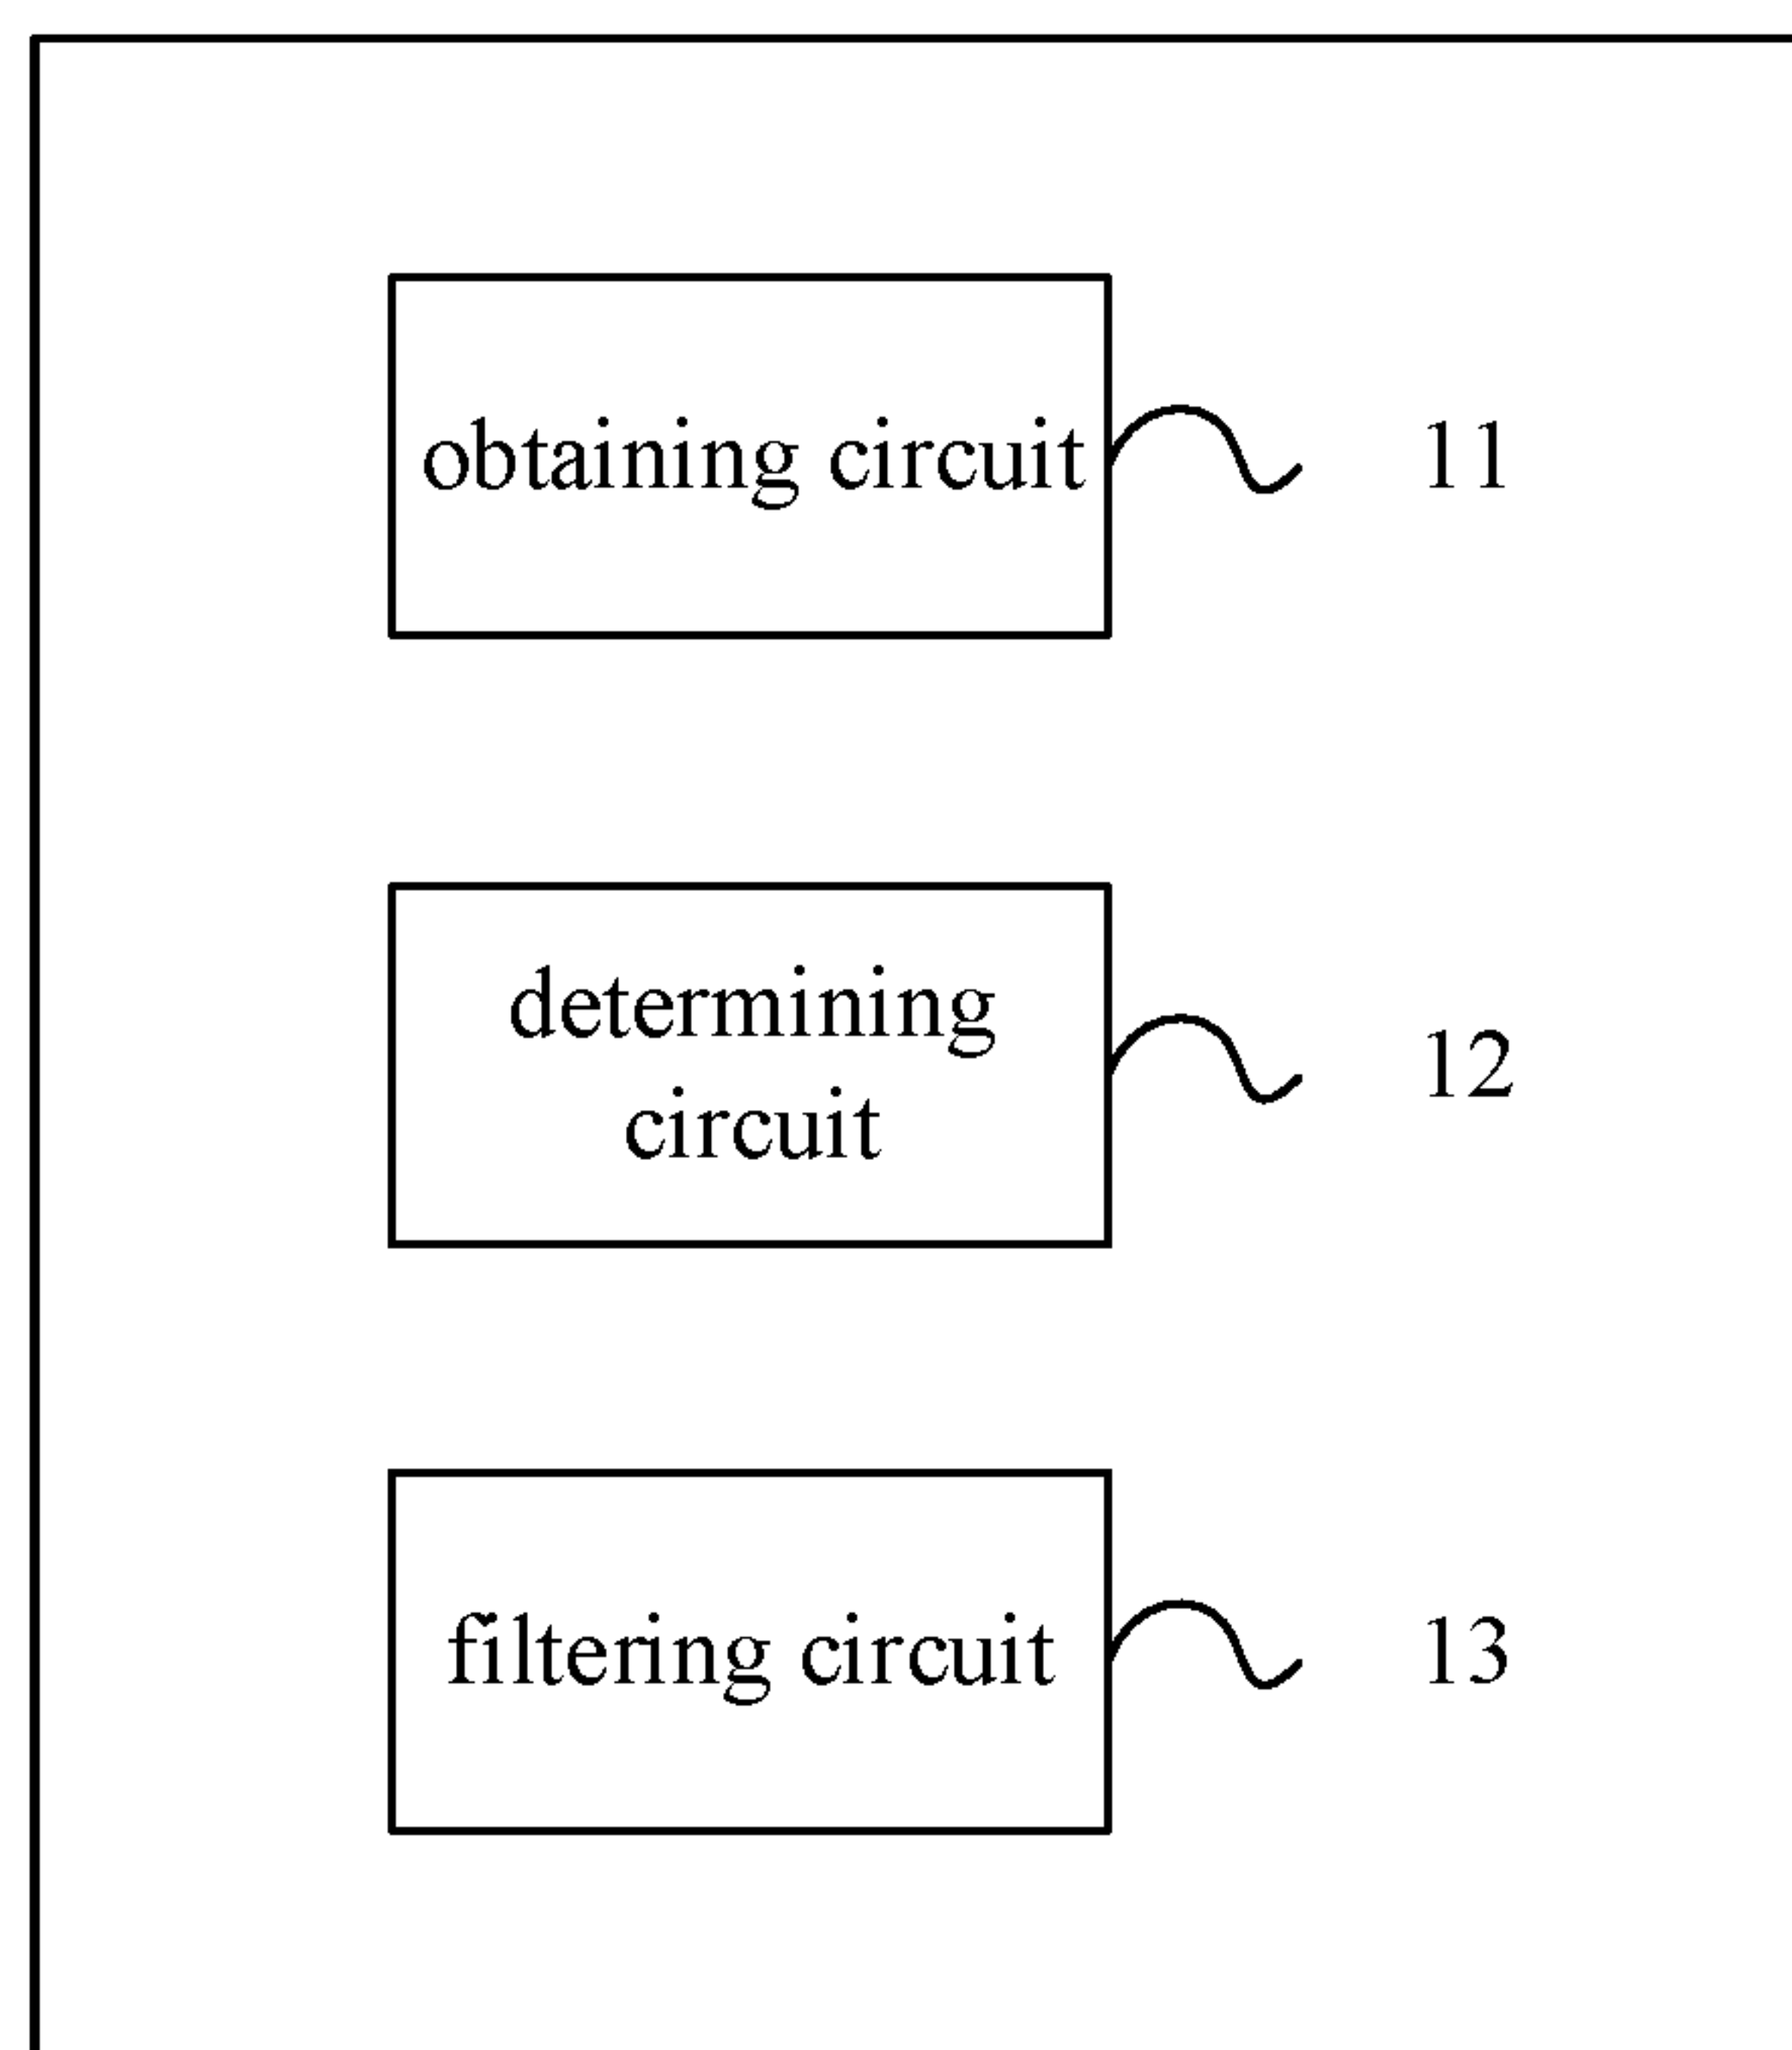 obtaining circuit
11
determining
circuit
12
filtering circuit
13